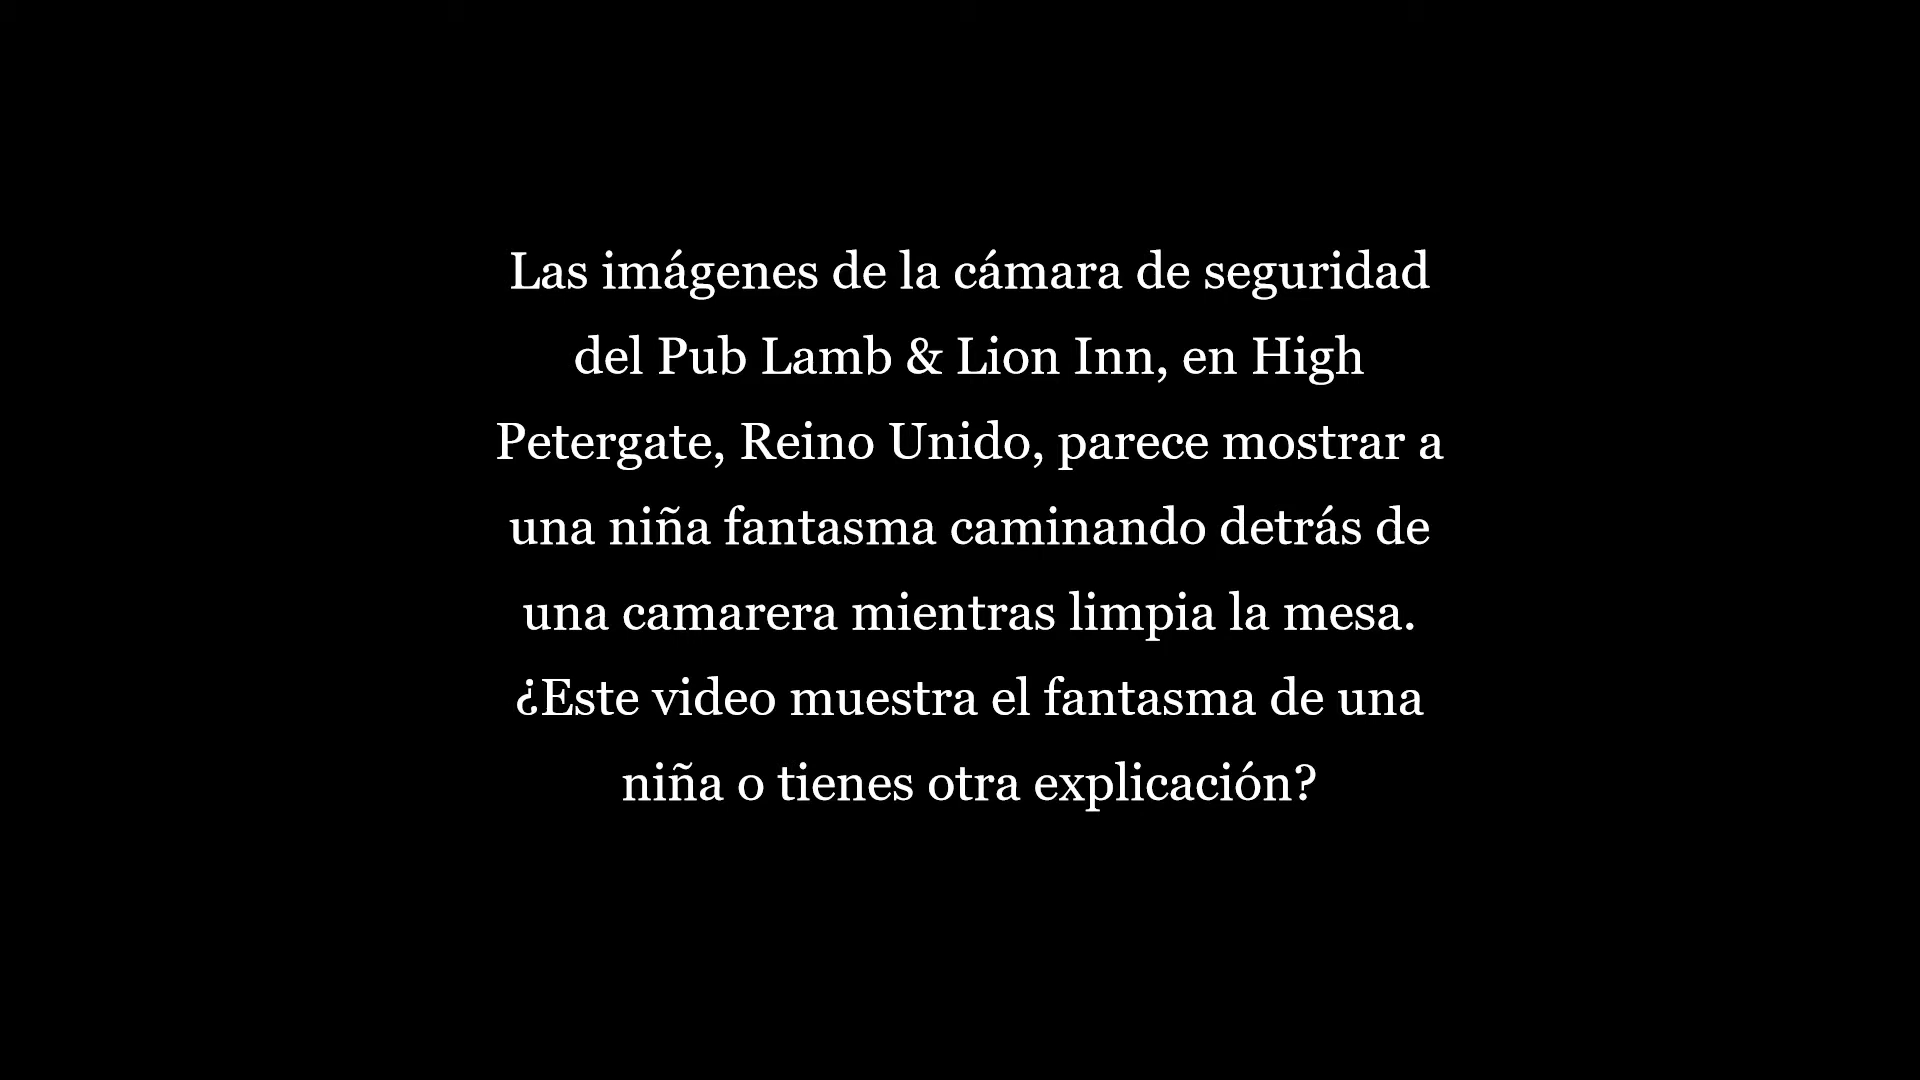 Las imágenes de la cámara de seguridad
del Pub Lamb & Lion Inn, en High
Petergate, Reino Unido, parece mostrar a
una niña fantasma caminando detrás de
una camarera mientras limpia la mesa.
¿Este video muestra el fantasma de una
niña o tienes otra explicación?